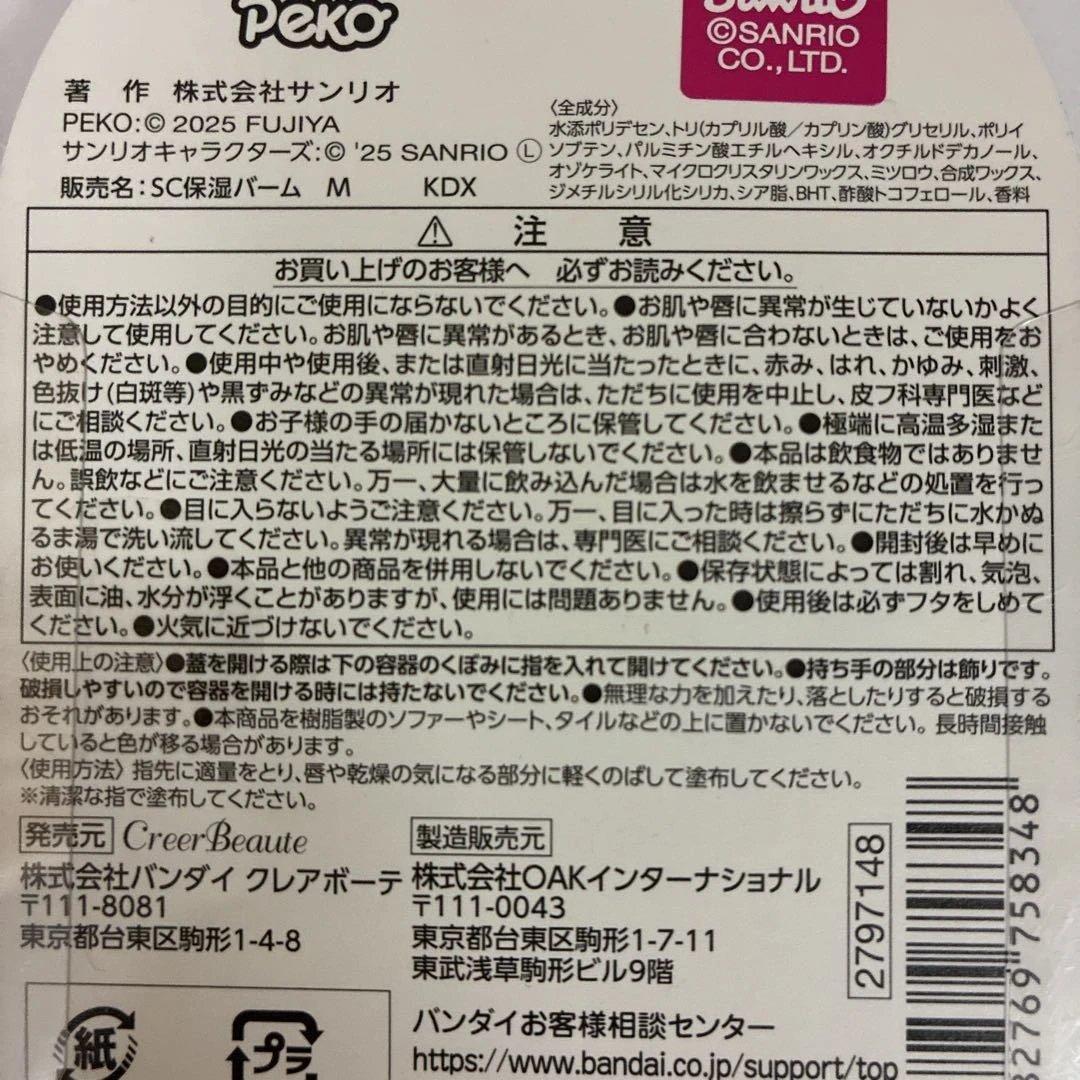 Peko
Sanrio
©SANRIO
CO.,LTD.
著 作 株式会社サンリオ
PEKO:© 2025 FUJIYA
サンリオキャラクターズ:© '25 SANRIO Ⓛ
販売名:SC保湿バーム M KDX
〈全成分〉
水添ポリデセン、トリ(カプリル酸/カプリン酸)グリセリル、ポリイ
ソブテン、パルミチン酸エチルヘキシル、オクチルドデカノール、
オゾケライト、マイクロクリスタリンワックス、ミツロウ、合成ワックス、
ジメチルシリル化シリカ、シア脂、BHT、酢酸トコフェロール、香料
⚠ 注 意
お買い上げのお客様へ 必ずお読みください。
●使用方法以外の目的にご使用にならないでください。●お肌や唇に異常が生じていないかよく
注意して使用してください。お肌や唇に異常があるとき、お肌や唇に合わないときは、ご使用をお
やめください。●使用中や使用後、または直射日光に当たったときに、赤み、はれ、かゆみ、刺激、
色抜け(白斑等)や黒ずみなどの異常が現れた場合は、ただちに使用を中止し、皮フ科専門医など
にご相談ください。●お子様の手の届かないところに保管してください。●極端に高温多湿また
は低温の場所、直射日光の当たる場所には保管しないでください。●本品は飲食物ではありませ
ん。誤飲などにご注意ください。万一、大量に飲み込んだ場合は水を飲ませるなどの処置を行っ
てください。●目に入らないようご注意ください。万一、目に入った時は擦らずにただちに水かぬ
るま湯で洗い流してください。異常が現れる場合は、専門医にご相談ください。●開封後は早めに
お使いください。●本品と他の商品を併用しないでください。●保存状態によっては割れ、気泡、
表面に油、水分が浮くことがありますが、使用には問題ありません。●使用後は必ずフタをしめて
ください。●火気に近づけないでください。
〈使用上の注意〉●蓋を開ける際は下の容器のくぼみに指を入れて開けてください。●持ち手の部分は飾りです。
破損しやすいので容器を開ける時には持たないでください。●無理な力を加えたり、落としたりすると破損する
おそれがあります。●本商品を樹脂製のソファーやシート、タイルなどの上に置かないでください。長時間接触
していると色が移る場合があります。
〈使用方法〉指先に適量をとり、唇や乾燥の気になる部分に軽くのばして塗布してください。
※清潔な指で塗布してください。
発売元 CreerBeaute
株式会社バンダイ クレアボーテ
〒111-8081
東京都台東区駒形1-4-8
製造販売元
株式会社OAKインターナショナル
〒111-0043
東京都台東区駒形1-7-11
東武浅草駒形ビル9階
バンダイお客様相談センター
https://www.bandai.co.jp/support/top
2797148
82769"758348"
紙
プラ